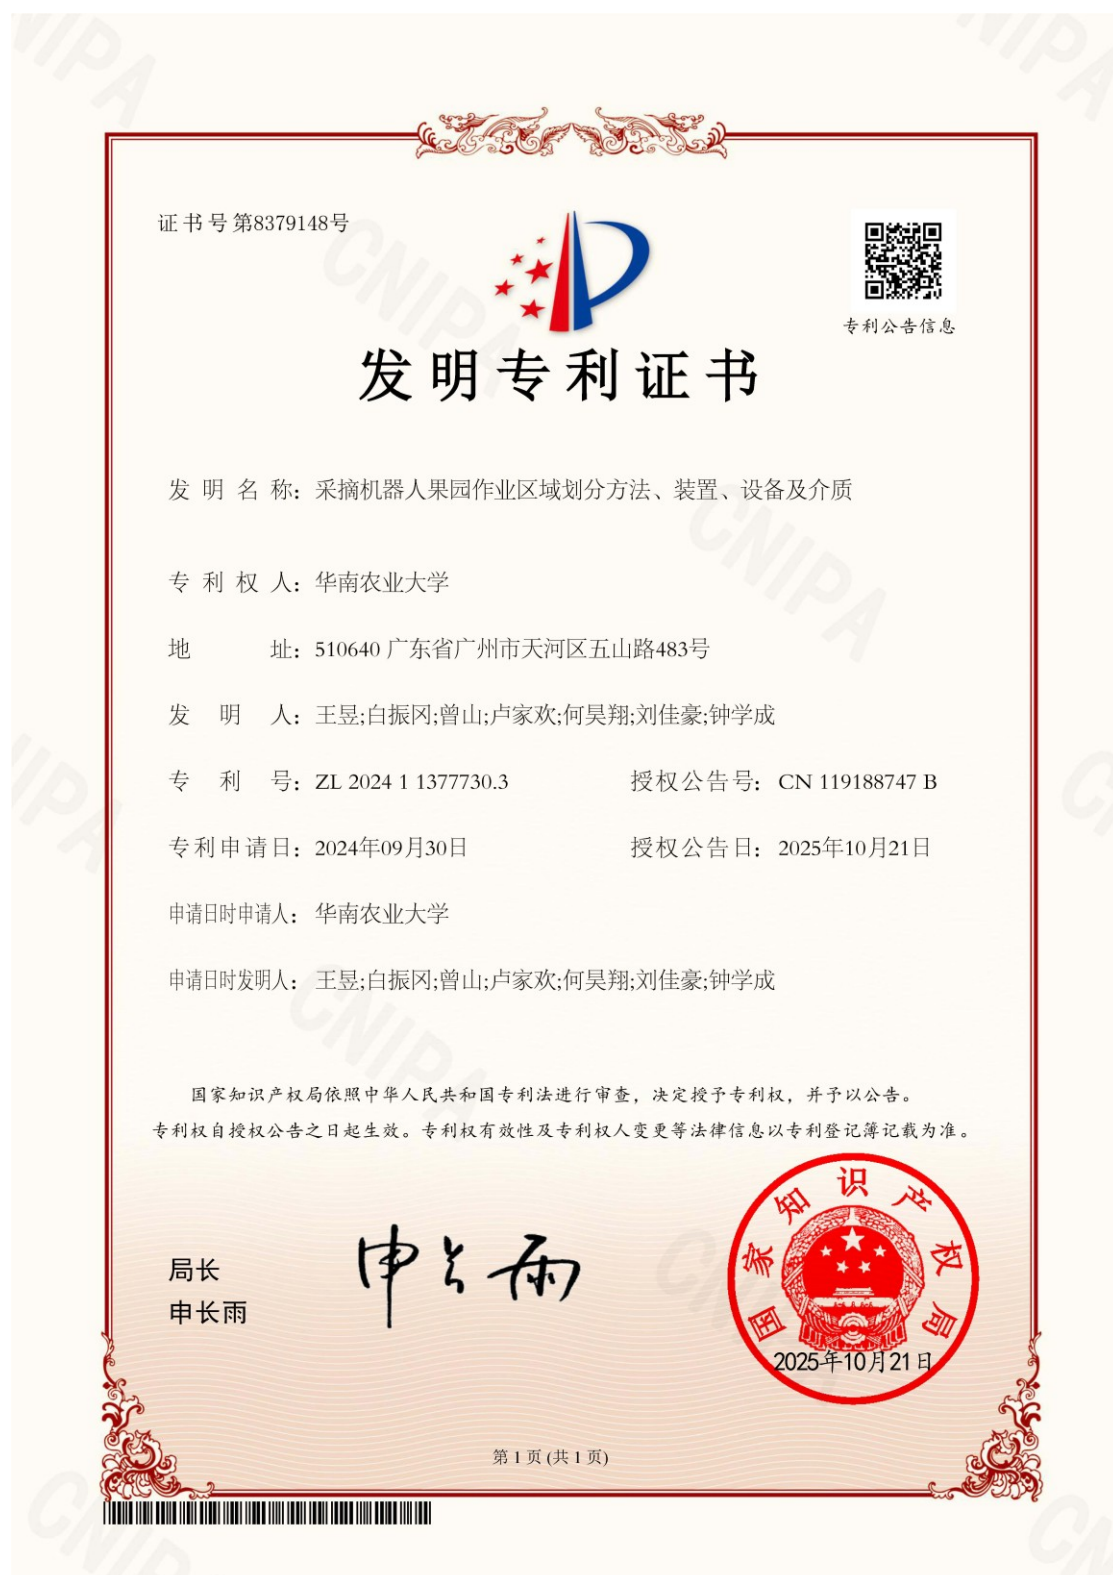 证书号第8379148号
专利公告信息
发明专利证书
发明名称：采摘机器人果园作业区域划分方法、装置、设备及介质
专利权人：华南农业大学
地址：510640 广东省广州市天河区五山路483号
发明人：王昱;白振冈;曾山;卢家欢;何昊翔;刘佳豪;钟学成
专利号：ZL 2024 1 1377730.3 授权公告号：CN 119188747 B
专利申请日：2024年09月30日 授权公告日：2025年10月21日
申请日时申请人：华南农业大学
申请日时发明人：王昱;白振冈;曾山;卢家欢;何昊翔;刘佳豪;钟学成
国家知识产权局依照中华人民共和国专利法进行审查，决定授予专利权，并予以公告。
专利权自授权公告之日起生效。专利权有效性及专利权人变更等法律信息以专利登记簿记载为准。
局长
申长雨
申长雨
国家知识产权局
2025年10月21日
第 1 页 (共 1 页)
CNIPA
CNIPA
CNIPA
CNIPA
CNIPA
CNIPA
CNIPA
CNIPA
CNIPA
CNIPA